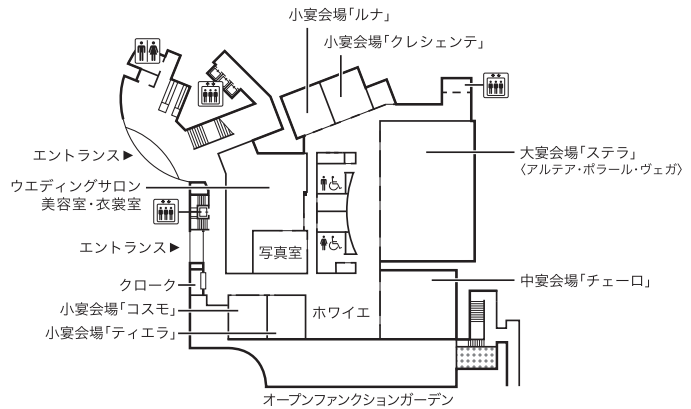 小宴会場「ルナ」
小宴会場「クレシェンテ」
エントランス▶
大宴会場「ステラ」
〈アルテア・ポラール・ヴェガ〉
ウエディングサロン
美容室・衣裳室
エントランス▶
写真室
クローク
中宴会場「チェーロ」
小宴会場「コスモ」
ホワイエ
小宴会場「ティエラ」
オープンファンクションガーデン